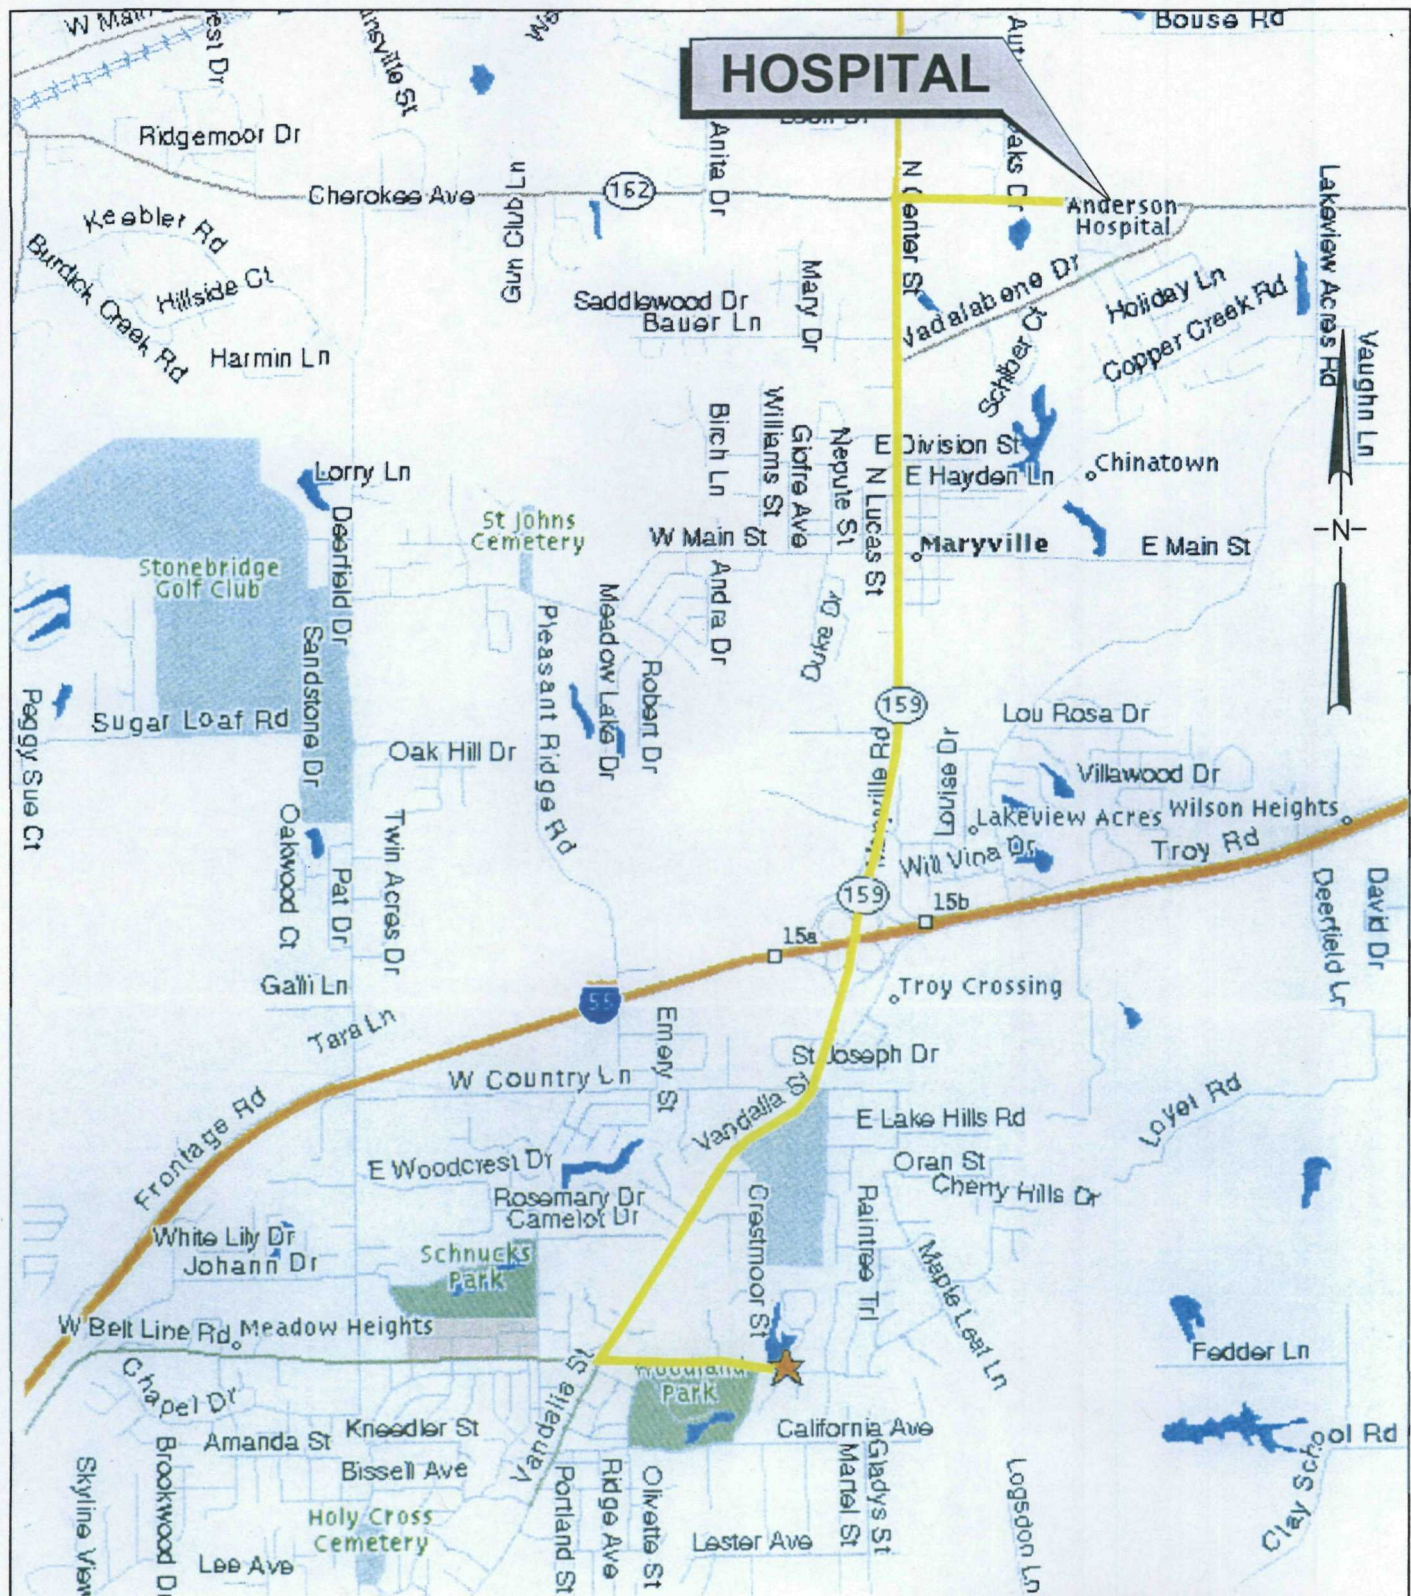 W Main
Bouse Rd
HOSPITAL
Ridgemoor Dr
Cherokee Ave
162
Gun Club Ln
Anita Dr
N Center St
Anderson
Hospital
Lakeview Acres Rd
Keebler Rd
Hillside Ct
Burdick Creek Rd
Harmin Ln
Saddlewood Dr
Bauer Ln
Mary Dr
Vadalabene Dr
Schiber Ct
Holiday Ln
Copper Creek Rd
Vaughn Ln
Birch Ln
Williams St
Giofre Ave
Nepute St
N Lucas St
E Division St
E Hayden Ln
Chinatown
Lorry Ln
Deerfield Dr
St Johns
Cemetery
W Main St
Maryville
E Main St
N
Stonebridge
Golf Club
Sandstone Dr
Pleasant Ridge Rd
Meadow Lake Dr
Andra Dr
Robert Dr
Duke Dr
159
Peggy Sue Ct
Sugar Loaf Rd
Oak Hill Dr
Maryville Rd
Louise Dr
Lou Rosa Dr
Villawood Dr
Lakeview Acres
Wilson Heights
Will Vina Dr
Troy Rd
Oakwood Ct
Pat Dr
Twin Acres Dr
159
15b
15a
Deerfield Dr
David Dr
Galli Ln
55
Troy Crossing
Tara Ln
Emery St
St Joseph Dr
W Country Ln
Vandalia St
E Lake Hills Rd
Loyet Rd
Frontage Rd
E Woodcrest Dr
Oran St
Cherry Hills Dr
Rosemary Dr
Camelot Dr
Crestmoor St
Raintree Trl
Maple Leaf Ln
White Lily Dr
Johann Dr
Schnucks
Park
W Belt Line Rd
Meadow Heights
Fedder Ln
Woodland
Park
Chapel Dr
Vandalia St
California Ave
Kneedler St
Amanda St
Bissell Ave
Clay School Rd
Skyline View
Brookwood Dr
Portland St
Ridge Ave
Olivette St
Martel St
Gladys St
Logsdon Ln
Holy Cross
Cemetery
Lester Ave
Lee Ave